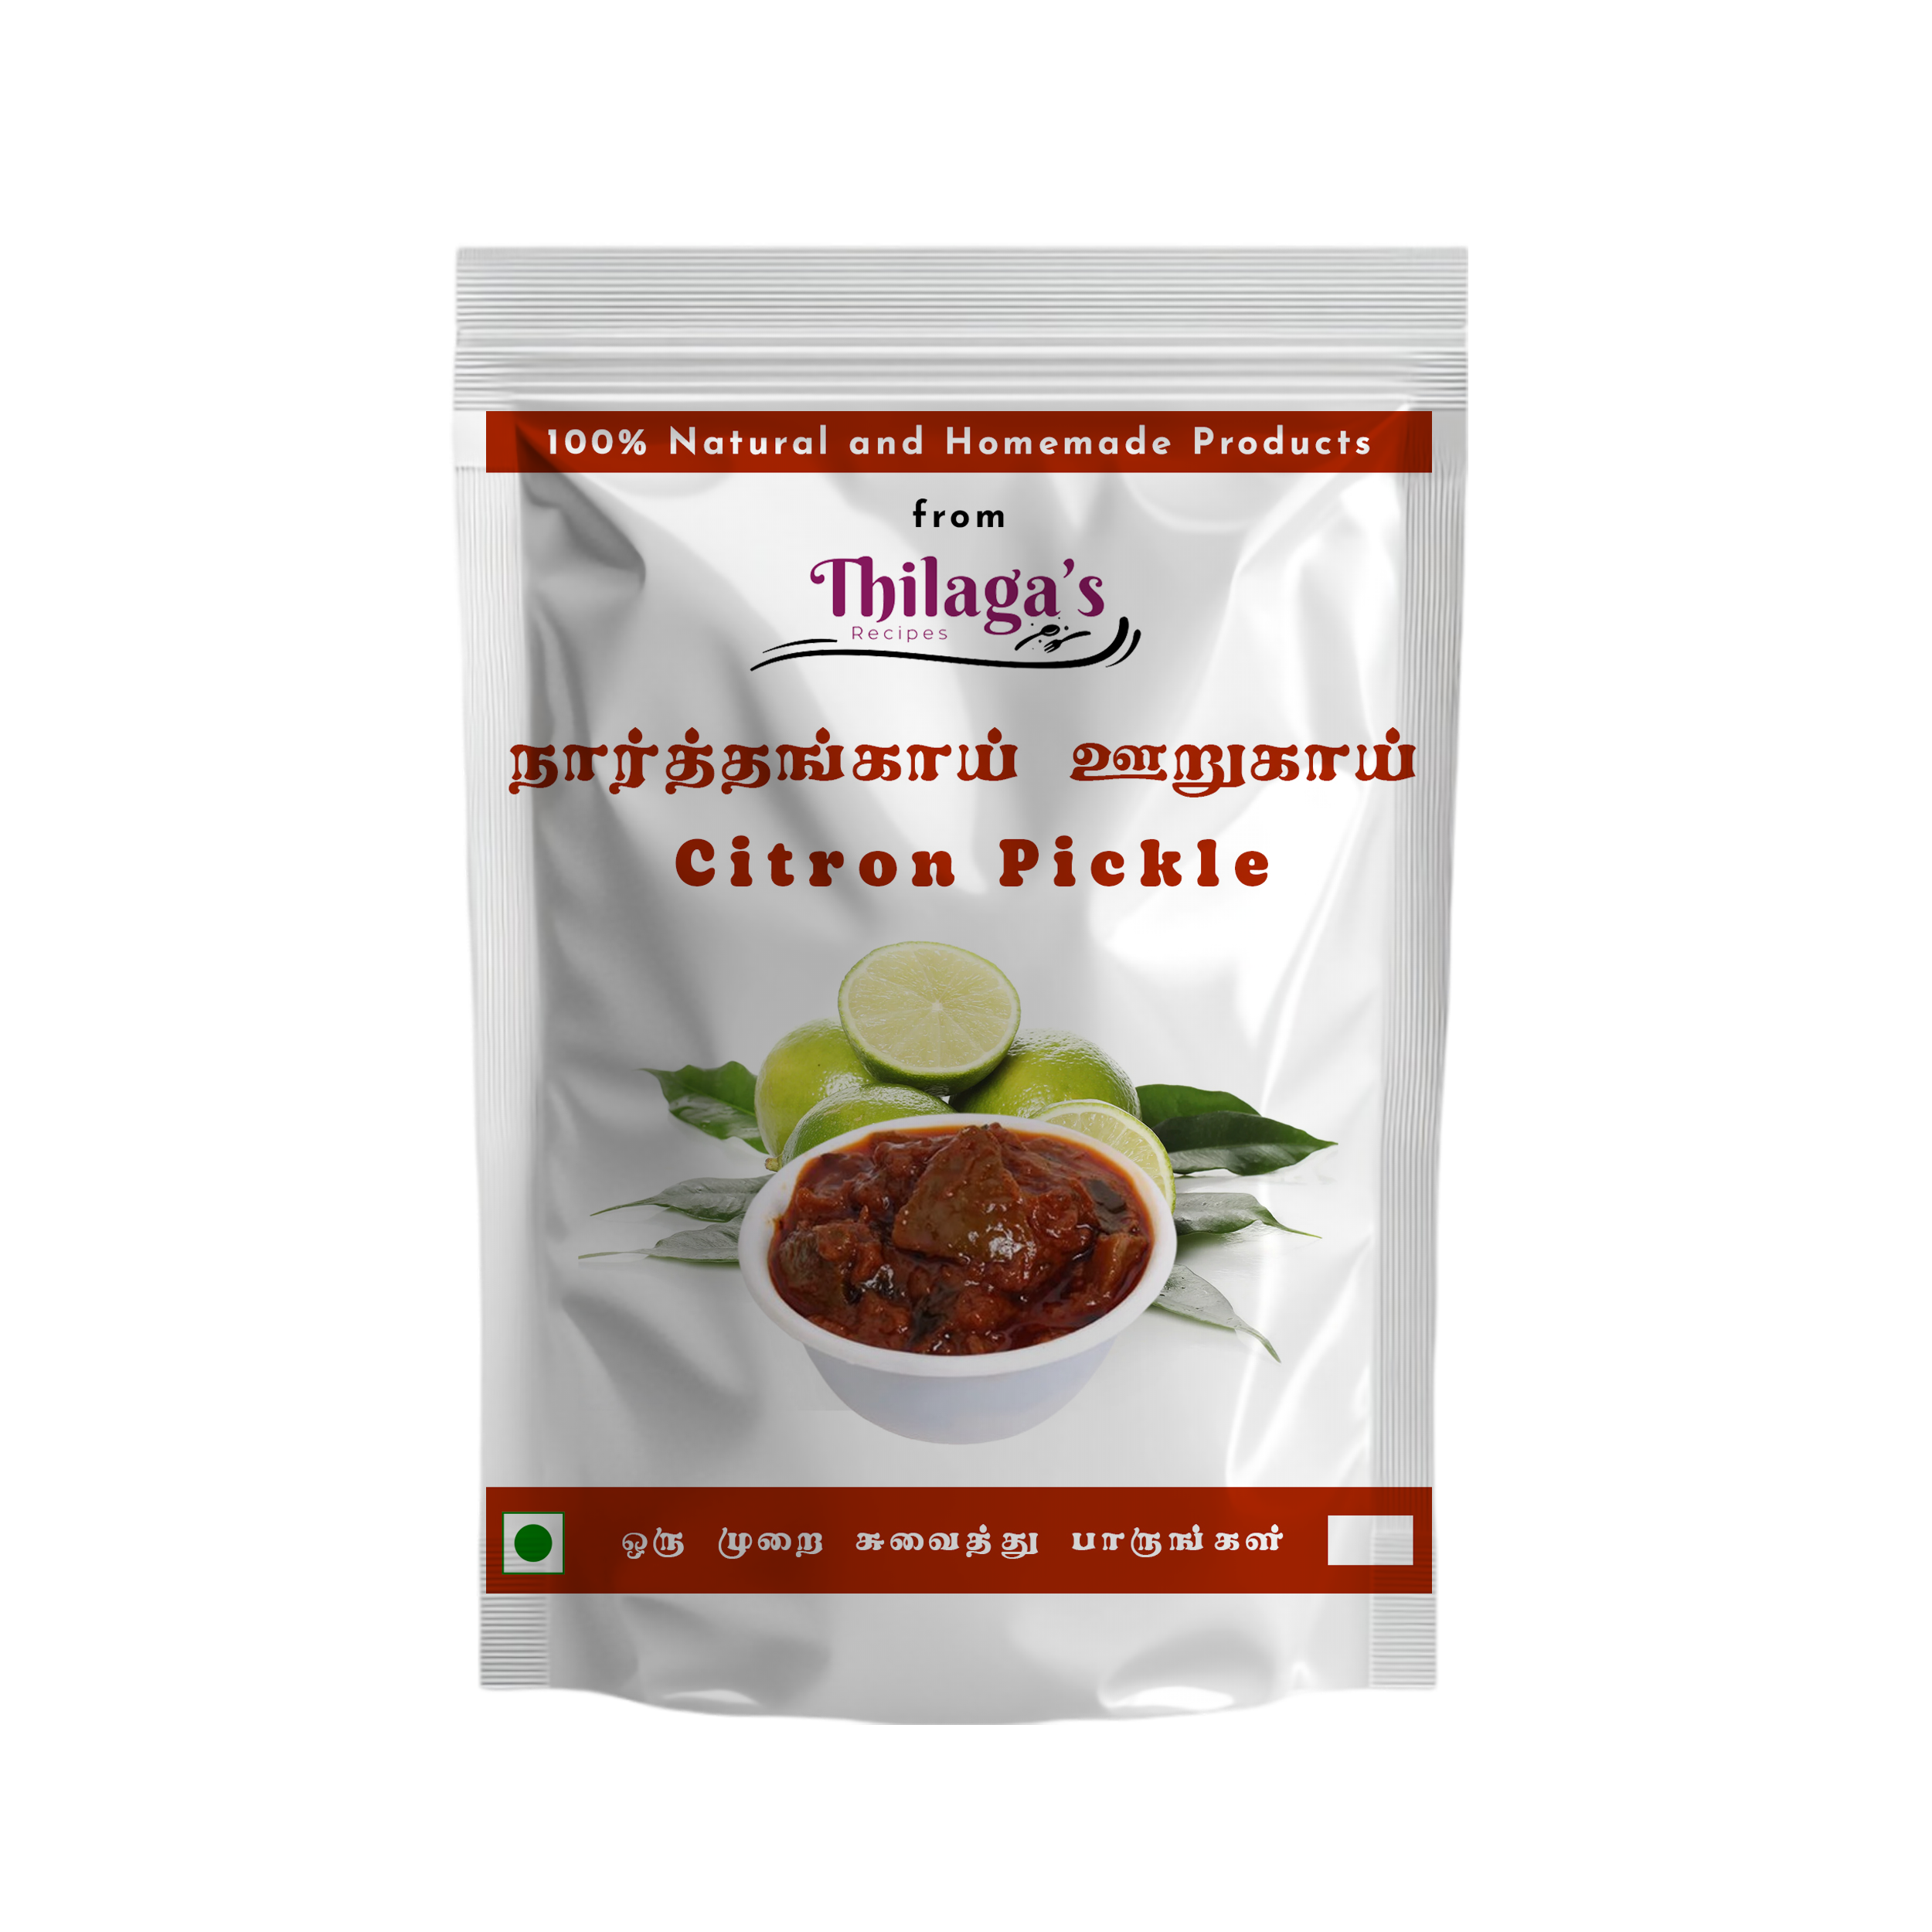 100% Natural and Homemade Products
from
Thilaga's
Recipes
நார்த்தங்காய் ஊறுகாய்
Citron Pickle
ஒரு முறை சுவைத்து பாருங்கள்